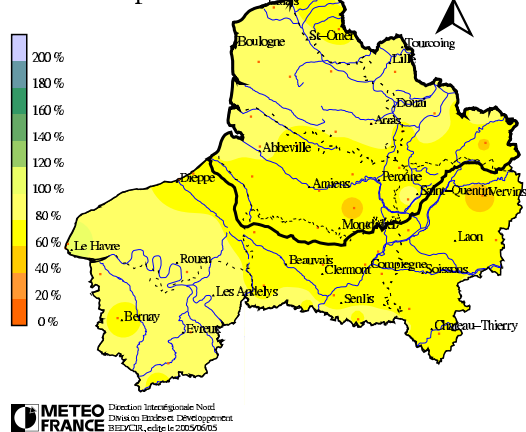 St-Omer
Boulogne
Tourcoing
Lille
200 %
180 %
160 %
140 %
120 %
100 %
80 %
60 %
40 %
20 %
0 %
Douai
Arras
Abbeville
Dieppe
Amiens
Peronne
Saint-Quentin
Vervins
Laon
Le Havre
Rouen
Beauvais
Clermont
Compiegne
Soissons
Les Andelys
Senlis
Bernay
Evreux
Chateau-Thierry
METEO
FRANCE
Direction Interrégionale Nord
Division Etudes et Développement
BED/CIR, edite le 2005/06/05